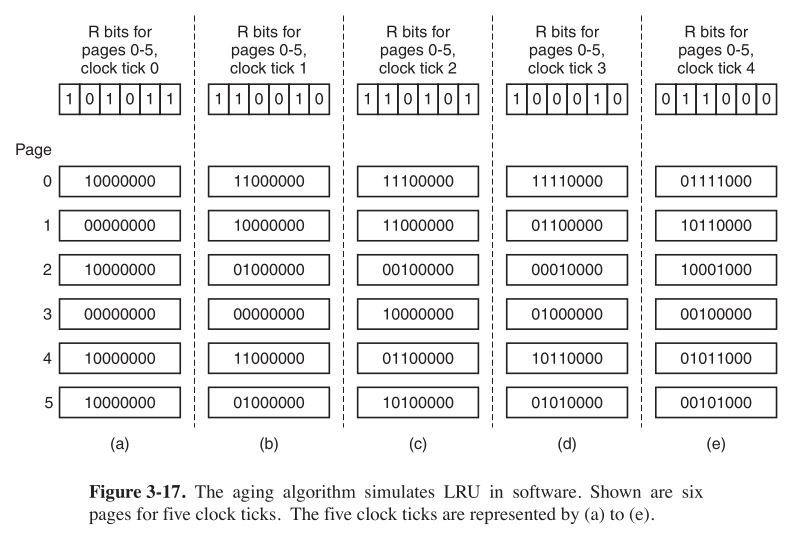 R bits for
pages 0-5,
clock tick 0
R bits for
pages 0-5,
clock tick 1
R bits for
pages 0-5,
clock tick 2
R bits for
pages 0-5,
clock tick 3
R bits for
pages 0-5,
clock tick 4
1 0 1 0 1 1
1 1 0 0 1 0
1 1 0 1 0 1
1 0 0 0 1 0
0 1 1 0 0 0
Page
0 10000000 11000000 11100000 11110000 01111000
1 00000000 10000000 11000000 01100000 10110000
2 10000000 01000000 00100000 00010000 10001000
3 00000000 00000000 10000000 01000000 00100000
4 10000000 11000000 01100000 10110000 01011000
5 10000000 01000000 10100000 01010000 00101000
(a) (b) (c) (d) (e)
Figure 3-17. The aging algorithm simulates LRU in software. Shown are six
pages for five clock ticks. The five clock ticks are represented by (a) to (e).